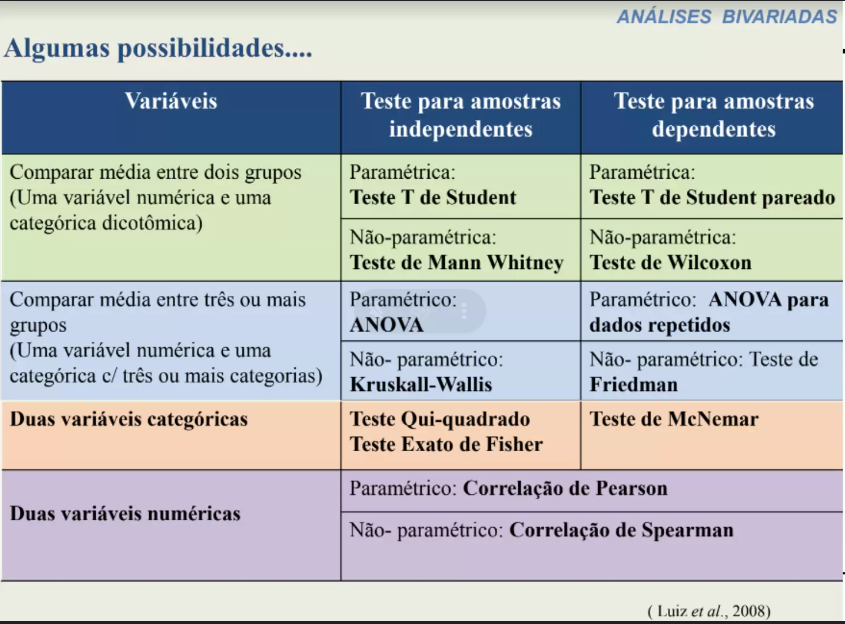 ANÁLISES BIVARIADAS
Algumas possibilidades....
Variáveis
Teste para amostras
independentes
Teste para amostras
dependentes
Comparar média entre dois grupos
(Uma variável numérica e uma
categórica dicotômica)
Paramétrica:
Teste T de Student
Paramétrica:
Teste T de Student pareado
Não-paramétrica:
Teste de Mann Whitney
Não-paramétrica:
Teste de Wilcoxon
Comparar média entre três ou mais
grupos
(Uma variável numérica e uma
categórica c/ três ou mais categorias)
Paramétrico:
ANOVA
Paramétrico: ANOVA para
dados repetidos
Não- paramétrico:
Kruskall-Wallis
Não- paramétrico: Teste de
Friedman
Duas variáveis categóricas
Teste Qui-quadrado
Teste Exato de Fisher
Teste de McNemar
Duas variáveis numéricas
Paramétrico: Correlação de Pearson
Não- paramétrico: Correlação de Spearman
( Luiz et al., 2008)